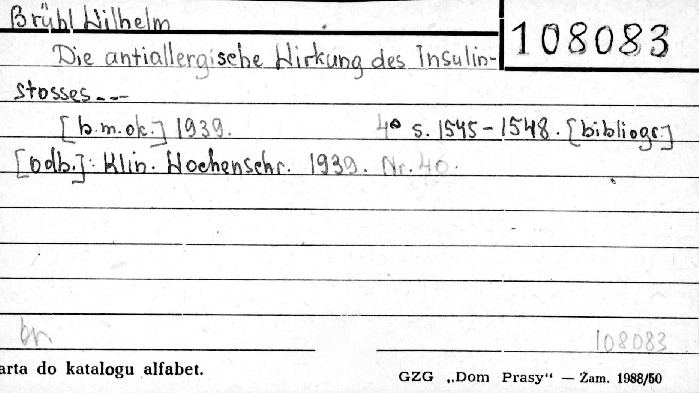 Brühl Wilhelm
108083
Die antiallergische Wirkung des Insulin-
stosses---
[b.m.ok.] 1939. 4° s. 1545-1548. [bibliogr.]
[odb.]: Klin. Wochenschr. 1939. Nr. 40.
br
108083
arta do katalogu alfabet.
GZG „Dom Prasy“ — Zam. 1988/50